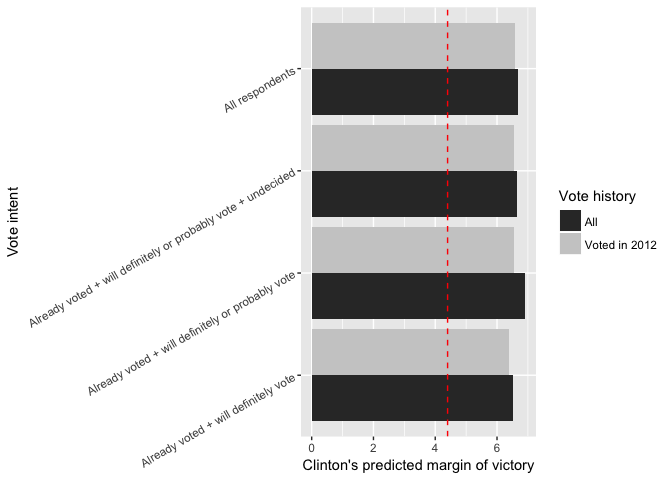 All respondents
Already voted + will definitely or probably vote + undecided
Already voted + will definitely or probably vote
Already voted + will definitely vote
Vote intent
0 2 4 6
Clinton's predicted margin of victory
Vote history
All
Voted in 2012